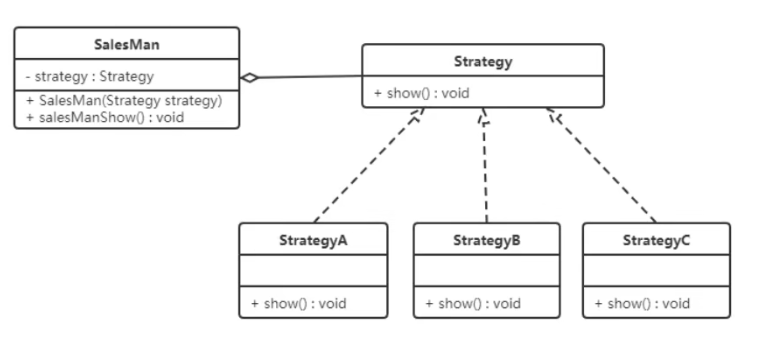 SalesMan
- strategy : Strategy
+ SalesMan(Strategy strategy)
+ salesManShow() : void
Strategy
+ show() : void
StrategyA
+ show() : void
StrategyB
+ show() : void
StrategyC
+ show() : void